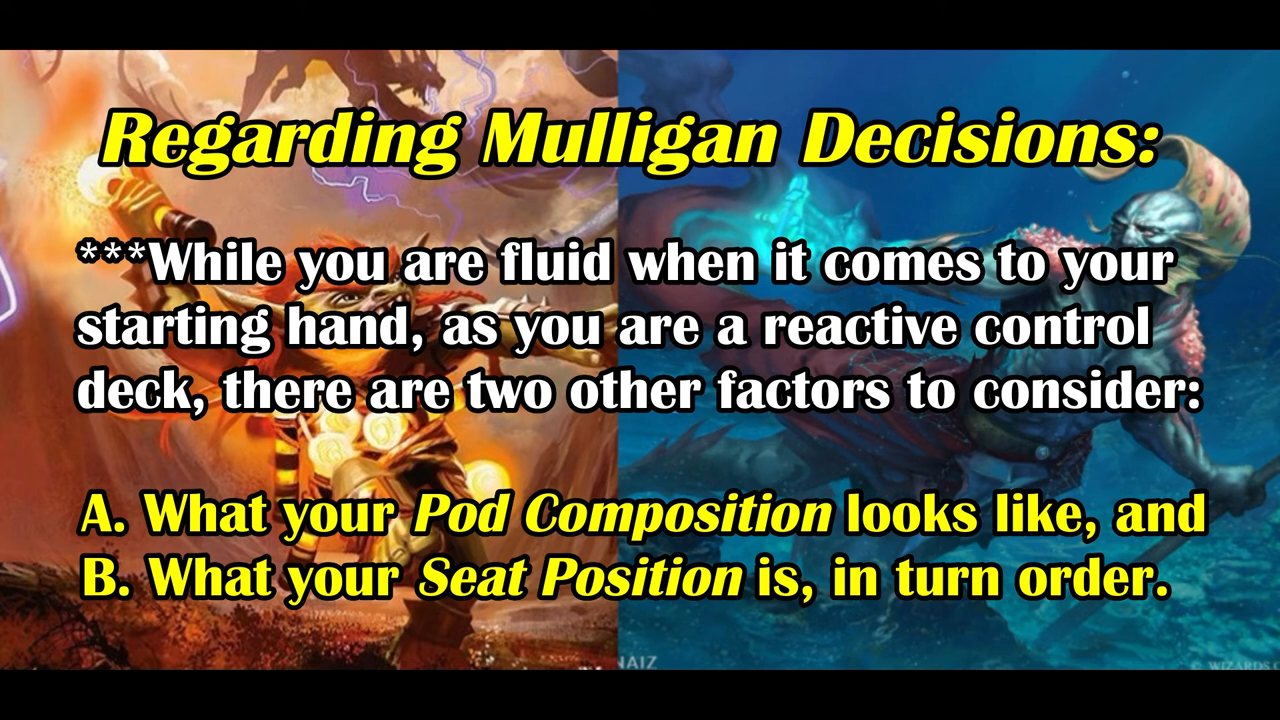 Regarding Mulligan Decisions:
***While you are fluid when it comes to your
starting hand, as you are a reactive control
deck, there are two other factors to consider:
A. What your Pod Composition looks like, and
B. What your Seat Position is, in turn order.
NAIZ
© WIZARDS